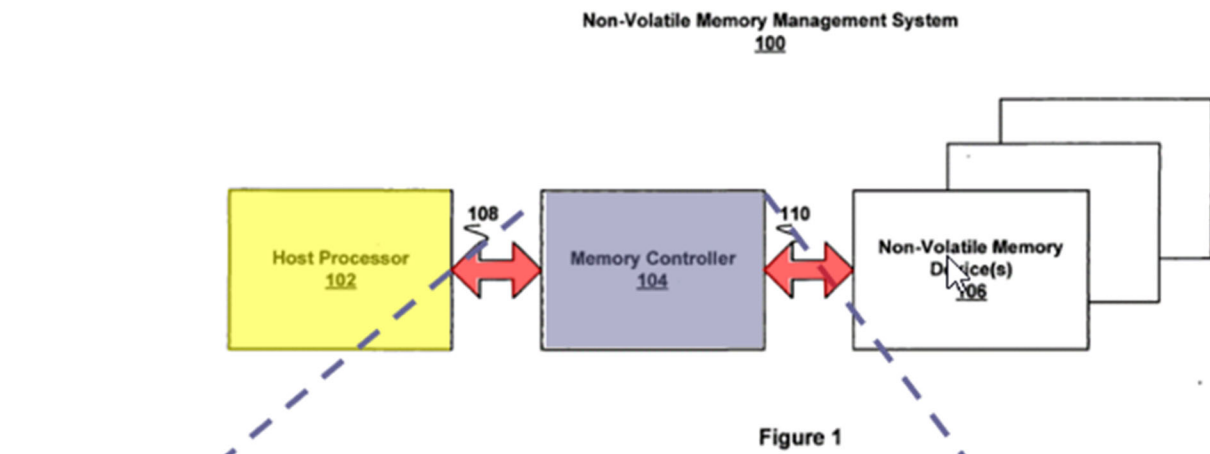 Non-Volatile Memory Management System
100
108
110
Host Processor
102
Memory Controller
104
Non-Volatile Memory
106
Figure 1